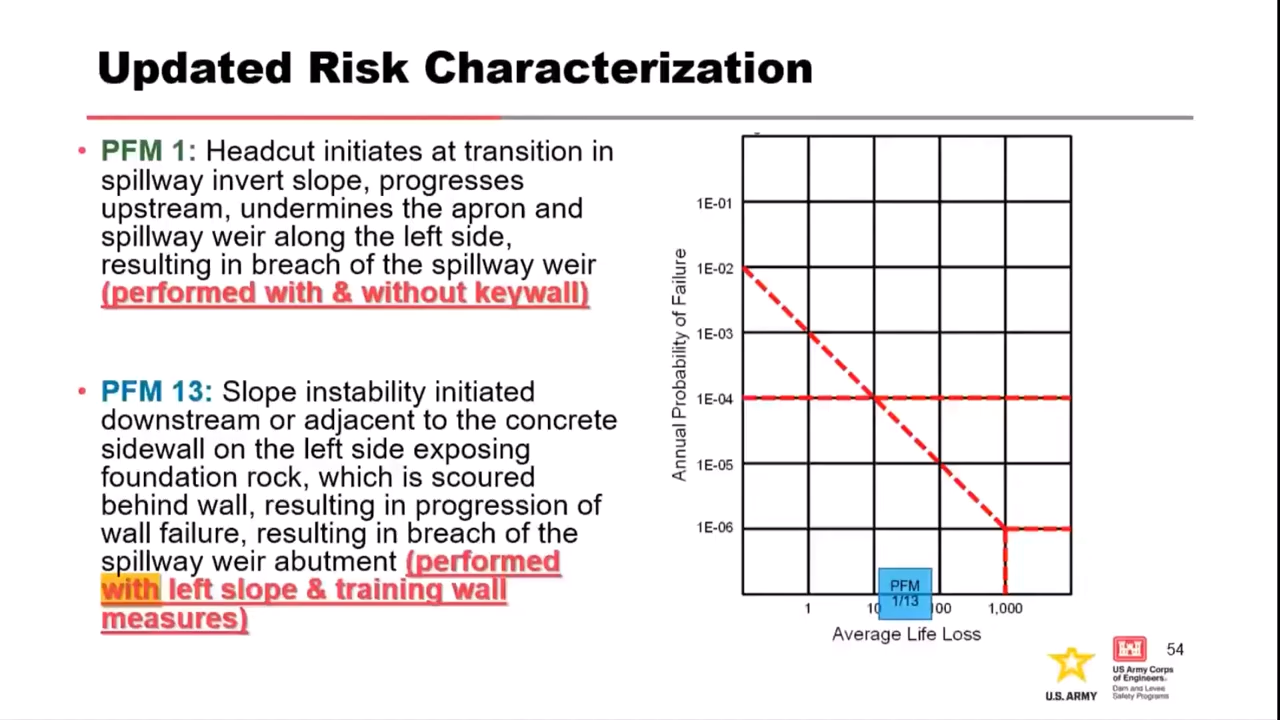 Updated Risk Characterization
• PFM 1: Headcut initiates at transition in
spillway invert slope, progresses
upstream, undermines the apron and
spillway weir along the left side,
resulting in breach of the spillway weir
(performed with & without keywall)
• PFM 13: Slope instability initiated
downstream or adjacent to the concrete
sidewall on the left side exposing
foundation rock, which is scoured
behind wall, resulting in progression of
wall failure, resulting in breach of the
spillway weir abutment (performed
with left slope & training wall
measures)
Annual Probability of Failure
1E-01
1E-02
1E-03
1E-04
1E-05
1E-06
PFM
1/13
1 10 100 1,000
Average Life Loss
U.S. ARMY
US Army Corps
of Engineers®
Dam and Levee
Safety Programs
54